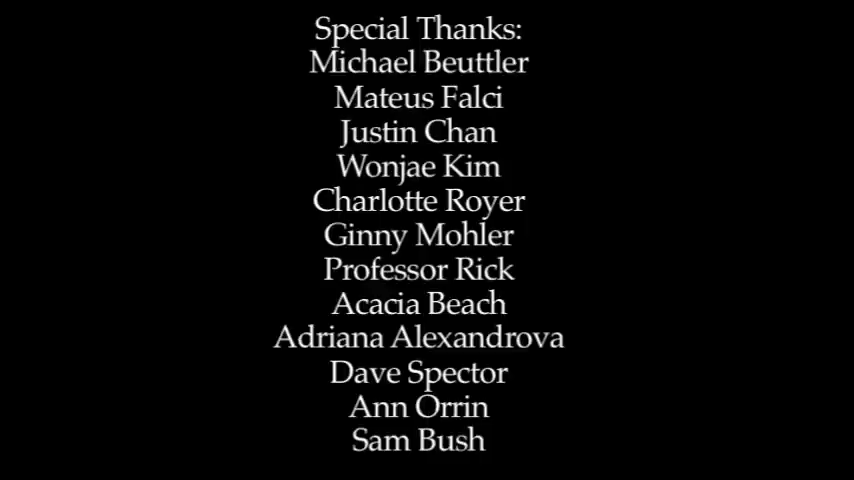 Special Thanks:
Michael Beuttler
Mateus Falci
Justin Chan
Wonjae Kim
Charlotte Royer
Ginny Mohler
Professor Rick
Acacia Beach
Adriana Alexandrova
Dave Spector
Ann Orrin
Sam Bush